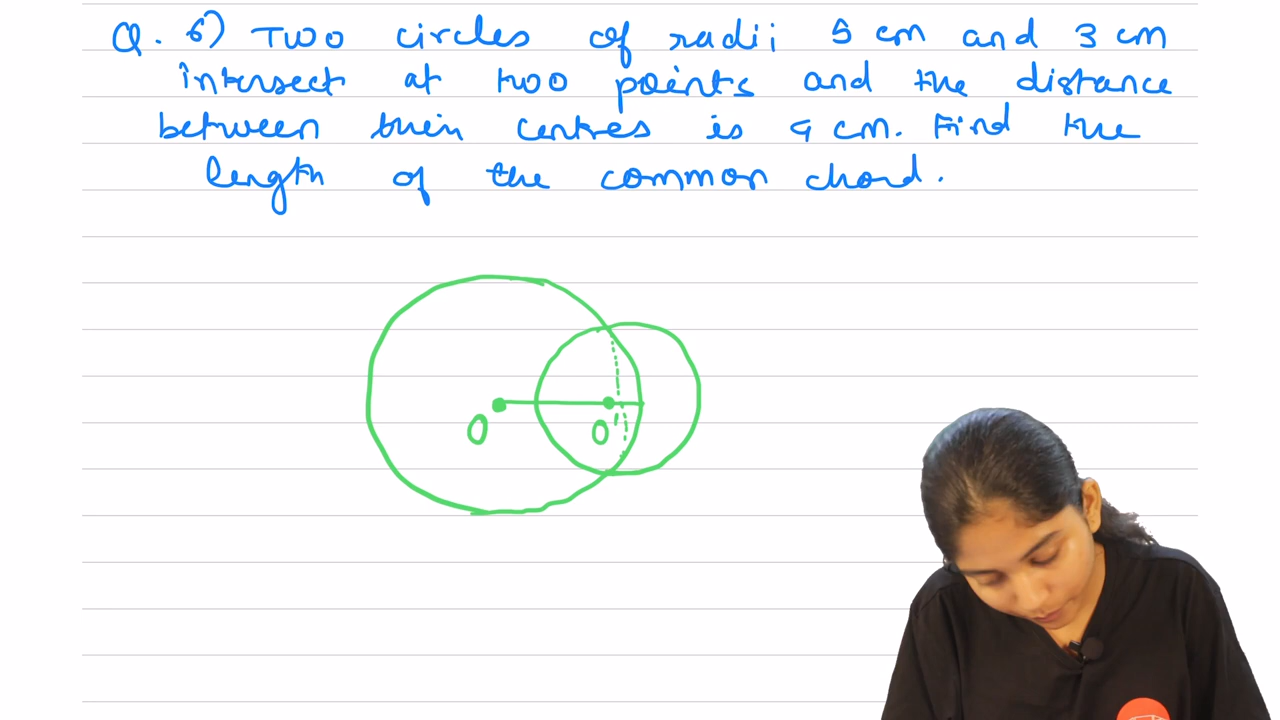 Q. 6) Two circles of radii 5 cm and 3 cm
intersect at two points and the distance
between their centres is 4 cm. Find the
length of the common chord.
O
O'